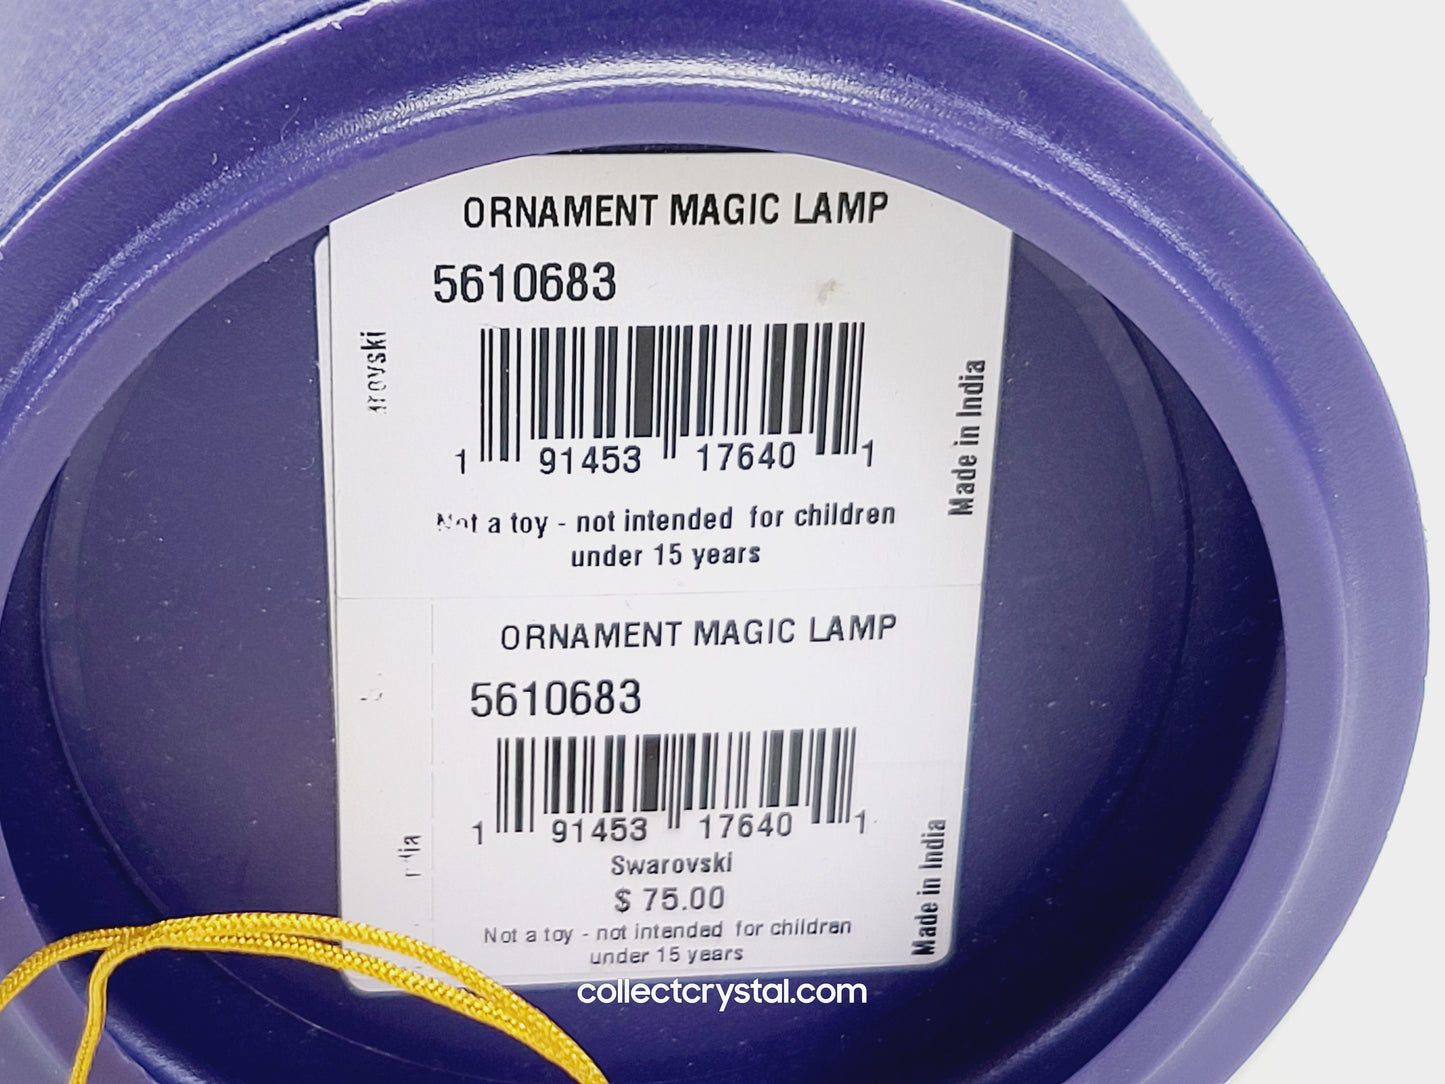 ORNAMENT MAGIC LAMP
5610683
1 91453 17640 1
Made in India
Not a toy - not intended for children
under 15 years
ORNAMENT MAGIC LAMP
5610683
1 91453 17640 1
Swarovski
$ 75.00
Not a toy - not intended for children
under 15 years
Made in India
collectcrystal.com